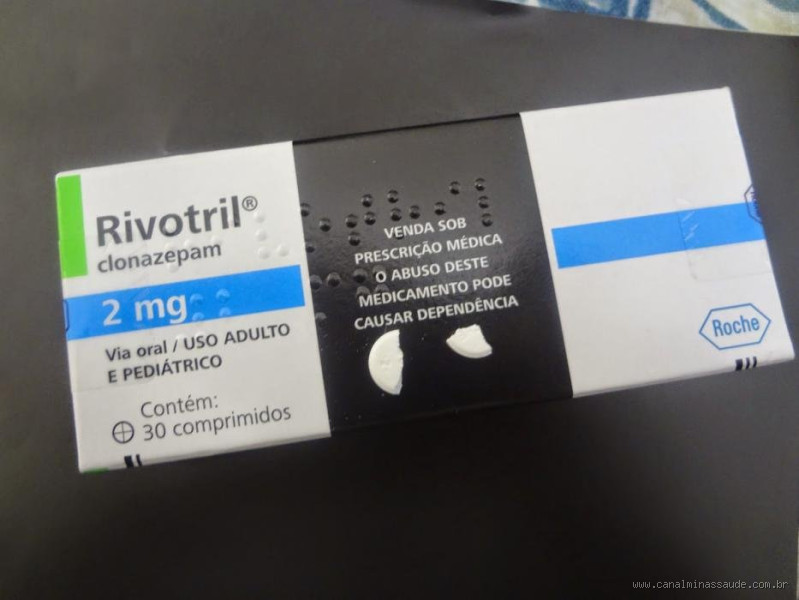 Rivotril®
clonazepam
2 mg
Via oral / USO ADULTO
E PEDIÁTRICO
Contém:
30 comprimidos
VENDA SOB
PRESCRIÇÃO MÉDICA
O ABUSO DESTE
MEDICAMENTO PODE
CAUSAR DEPENDÊNCIA
Roche
www.canalminassaude.com.br